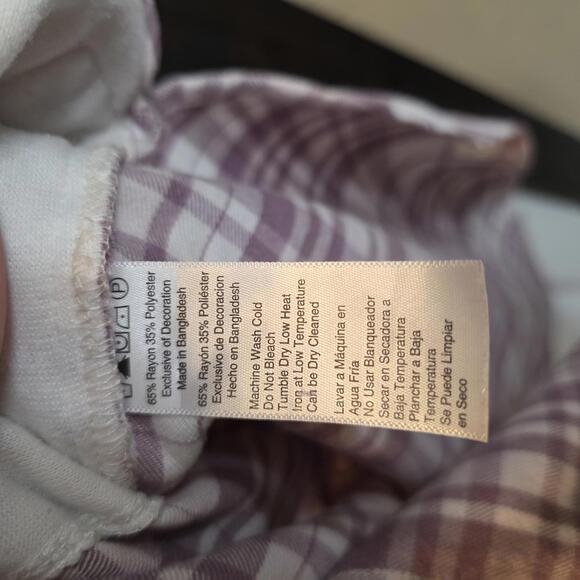 65% Rayon 35% Polyester
Exclusive of Decoration
Made in Bangladesh
65% Rayón 35% Poliéster
Exclusivo de Decoracion
Hecho en Bangladesh
Machine Wash Cold
Do Not Bleach
Tumble Dry Low Heat
Iron at Low Temperature
Can be Dry Cleaned
Lavar a Máquina en
Agua Fría
No Usar Blanqueador
Secar en Secadora a
Baja Temperatura
Planchar a Baja
Temperatura
Se Puede Limpiar
en Seco